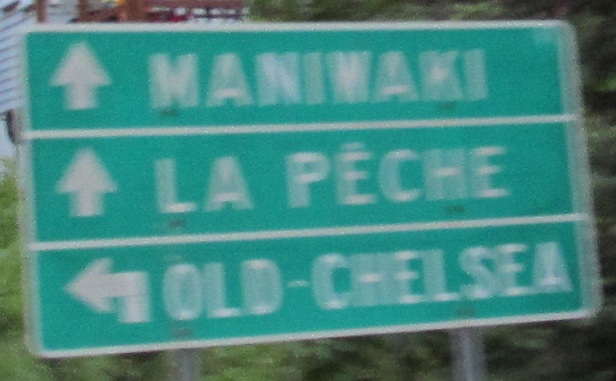 MANIWAKI
LA PÊCHE
OLD-CHELSEA